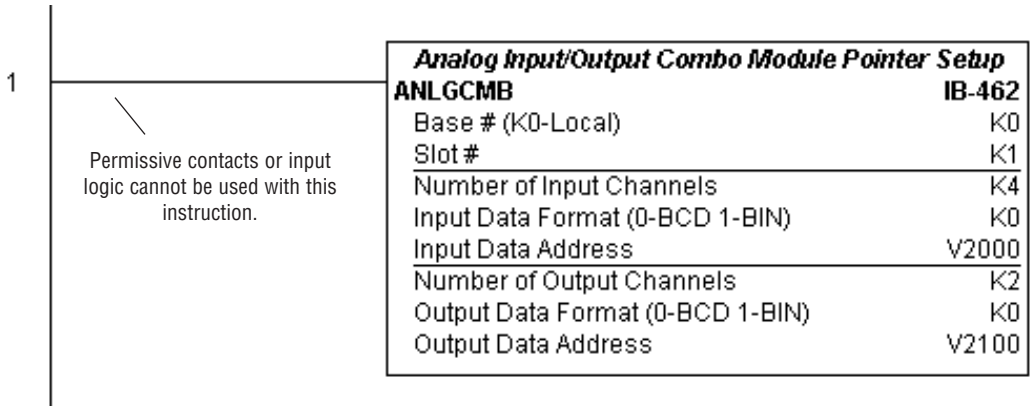 1
Permissive contacts or input
logic cannot be used with this
instruction.
Analog Input/Output Combo Module Pointer Setup
ANLGCMB IB-462
Base # (K0-Local) K0
Slot # K1
Number of Input Channels K4
Input Data Format (0-BCD 1-BIN) K0
Input Data Address V2000
Number of Output Channels K2
Output Data Format (0-BCD 1-BIN) K0
Output Data Address V2100